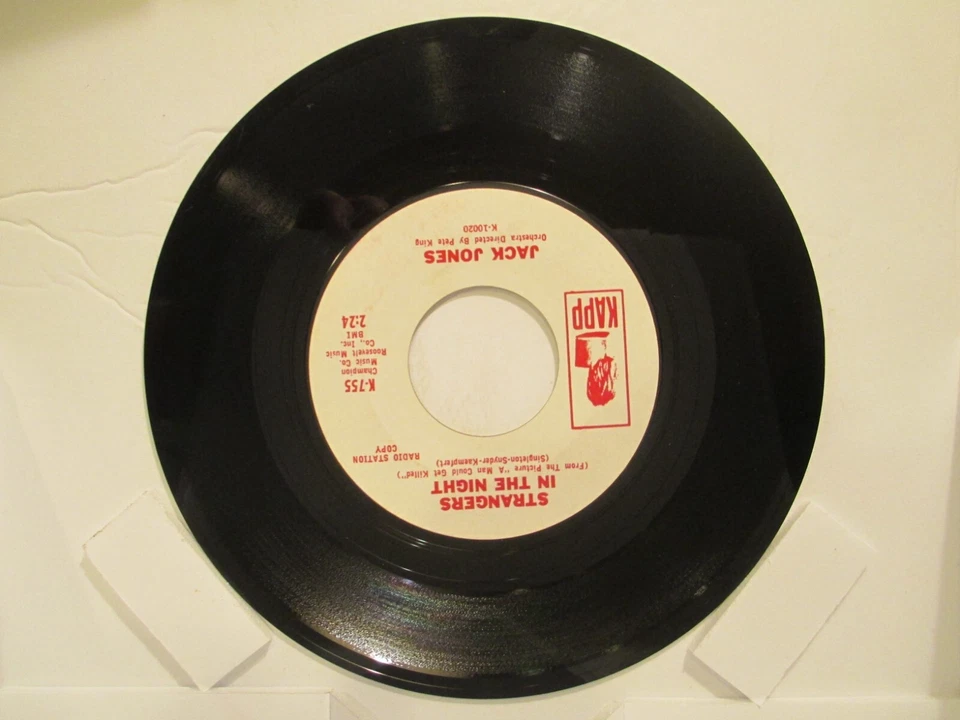 STRANGERS
IN THE NIGHT
(From The Picture "A Man Could Get Killed")
(Singleton-Snyder-Kaempfert)
RADIO STATION
COPY
KAPP
K-755
Champion
Music Co.
Roosevelt Music
Co., Inc.
BMI
2:24
JACK JONES
Orchestra Directed By Pete King
K-10020